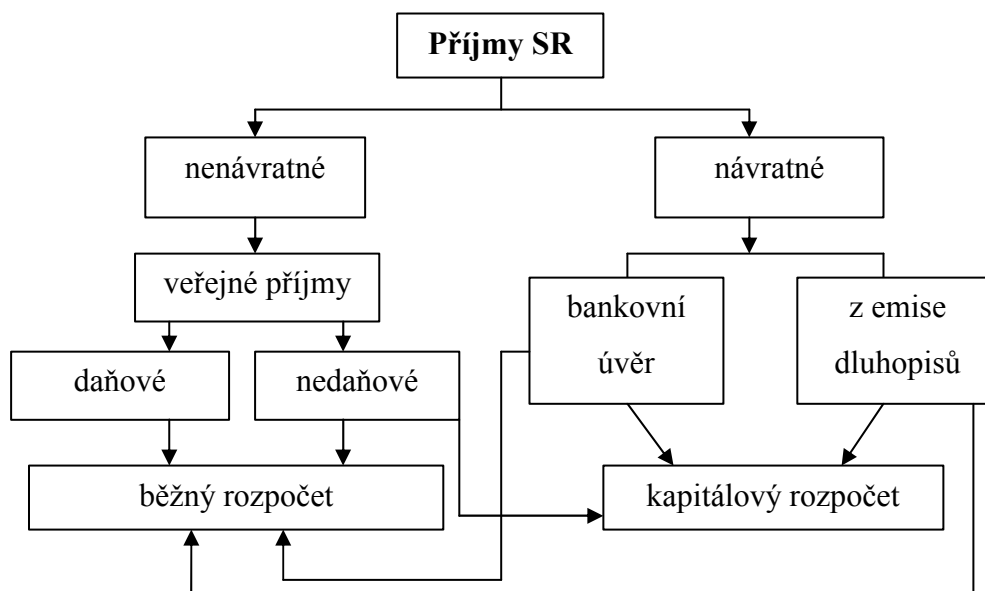 Příjmy SR
nenávratné
návratné
veřejné příjmy
bankovní
úvěr
z emise
dluhopisů
daňové
nedaňové
běžný rozpočet
kapitálový rozpočet